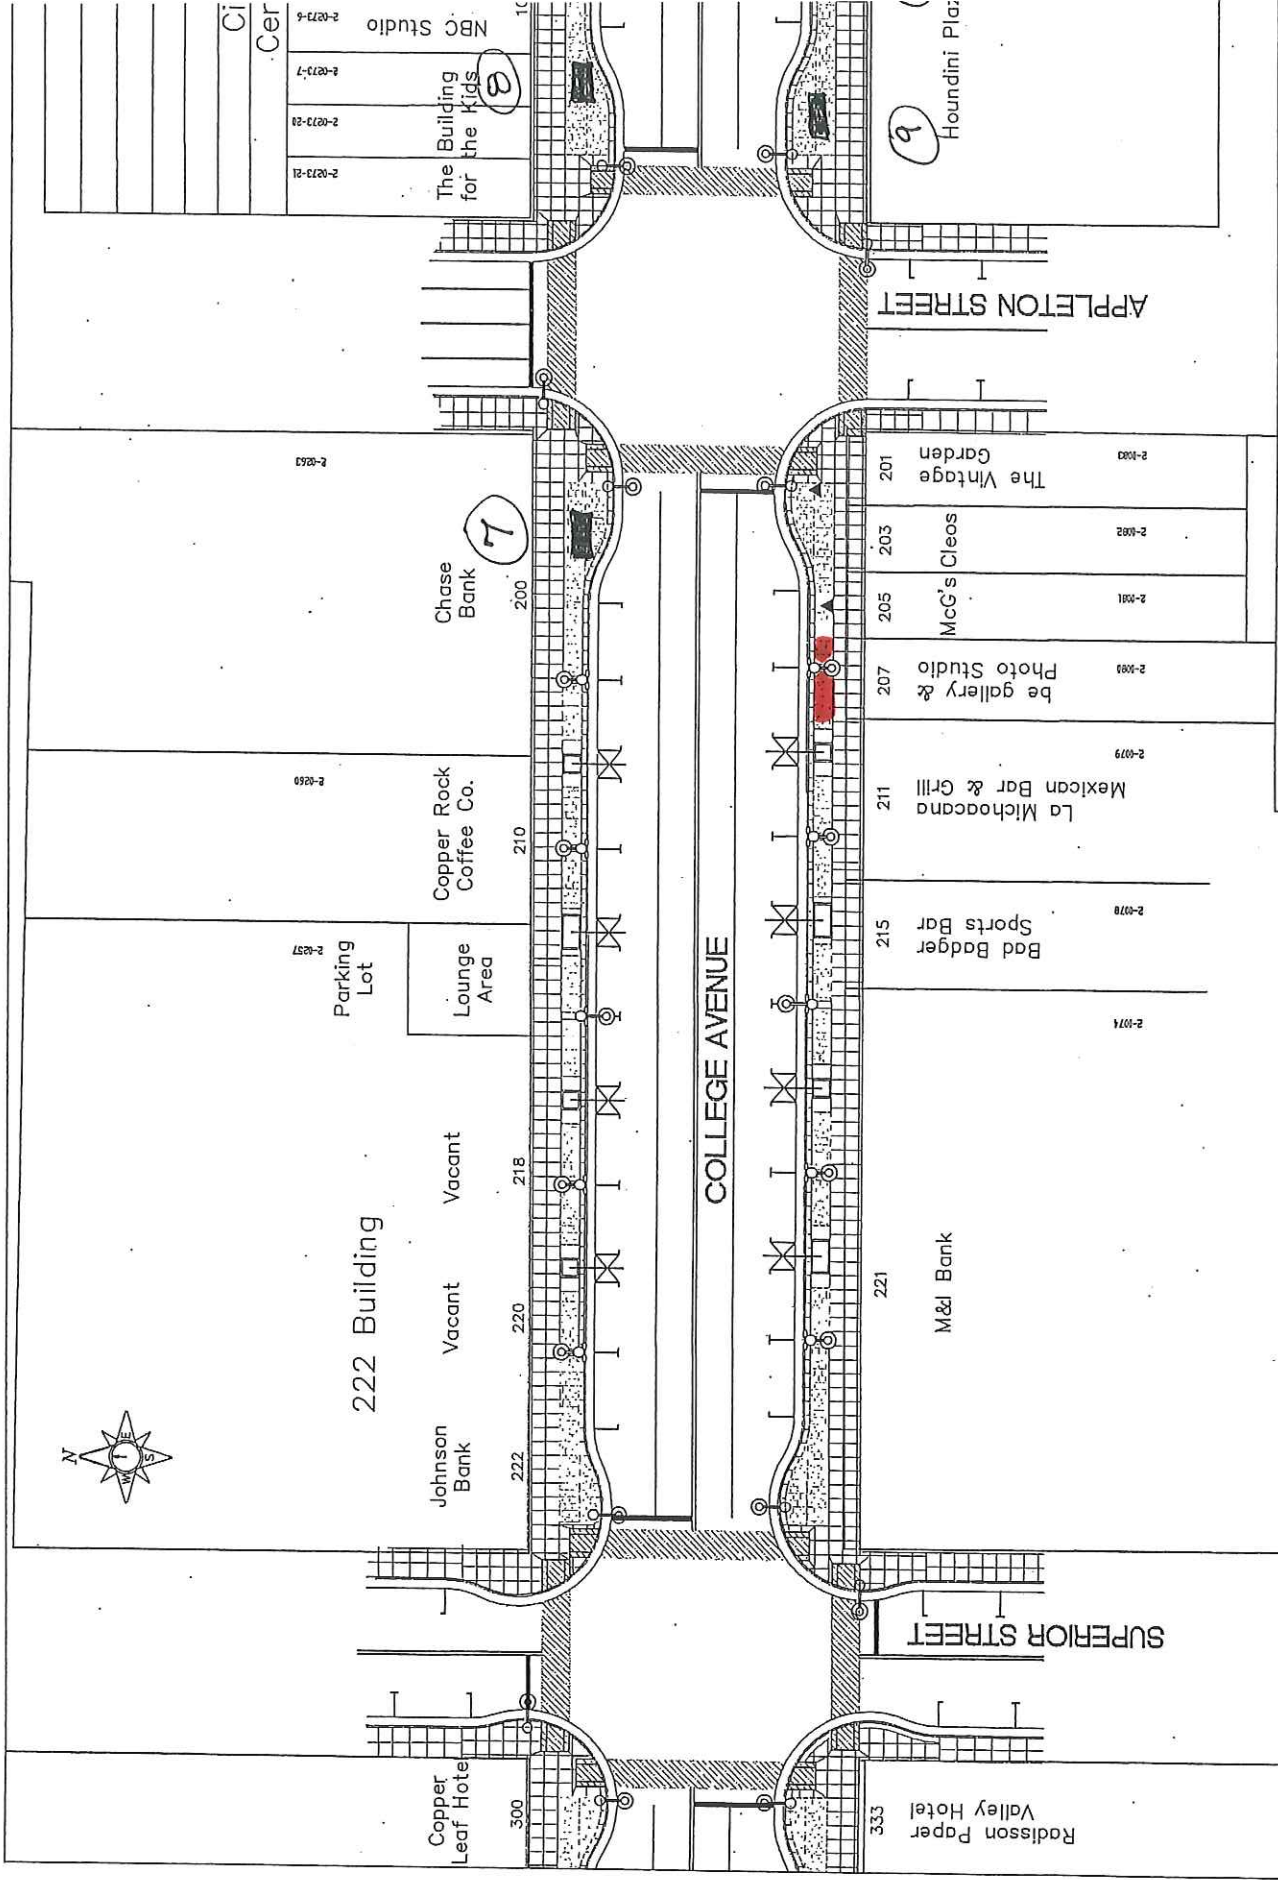 N
W
E
S
222 Building
Copper
Leaf Hotel
300
Johnson
Bank
222
Vacant
220
Vacant
218
Parking
Lot
Lounge
Area
2-0257
Copper Rock
Coffee Co.
210
2-0260
Chase
Bank
200
2-0263
7
The Building
for the Kids
8
2-0273-21
2-0273-20
2-0273-7
2-0273-6
NBC Studio
Ci
Cer
10
COLLEGE AVENUE
SUPERIOR STREET
APPLETON STREET
333
Radisson Paper
Valley Hotel
221
M&I Bank
2-0074
215
Bad Badger
Sports Bar
2-0078
211
La Michoacana
Mexican Bar & Grill
2-0079
207
be gallery &
Photo Studio
2-0080
205
McG's
2-0081
203
Cleos
2-0082
201
The Vintage
Garden
2-0083
9
Houndini Plaz